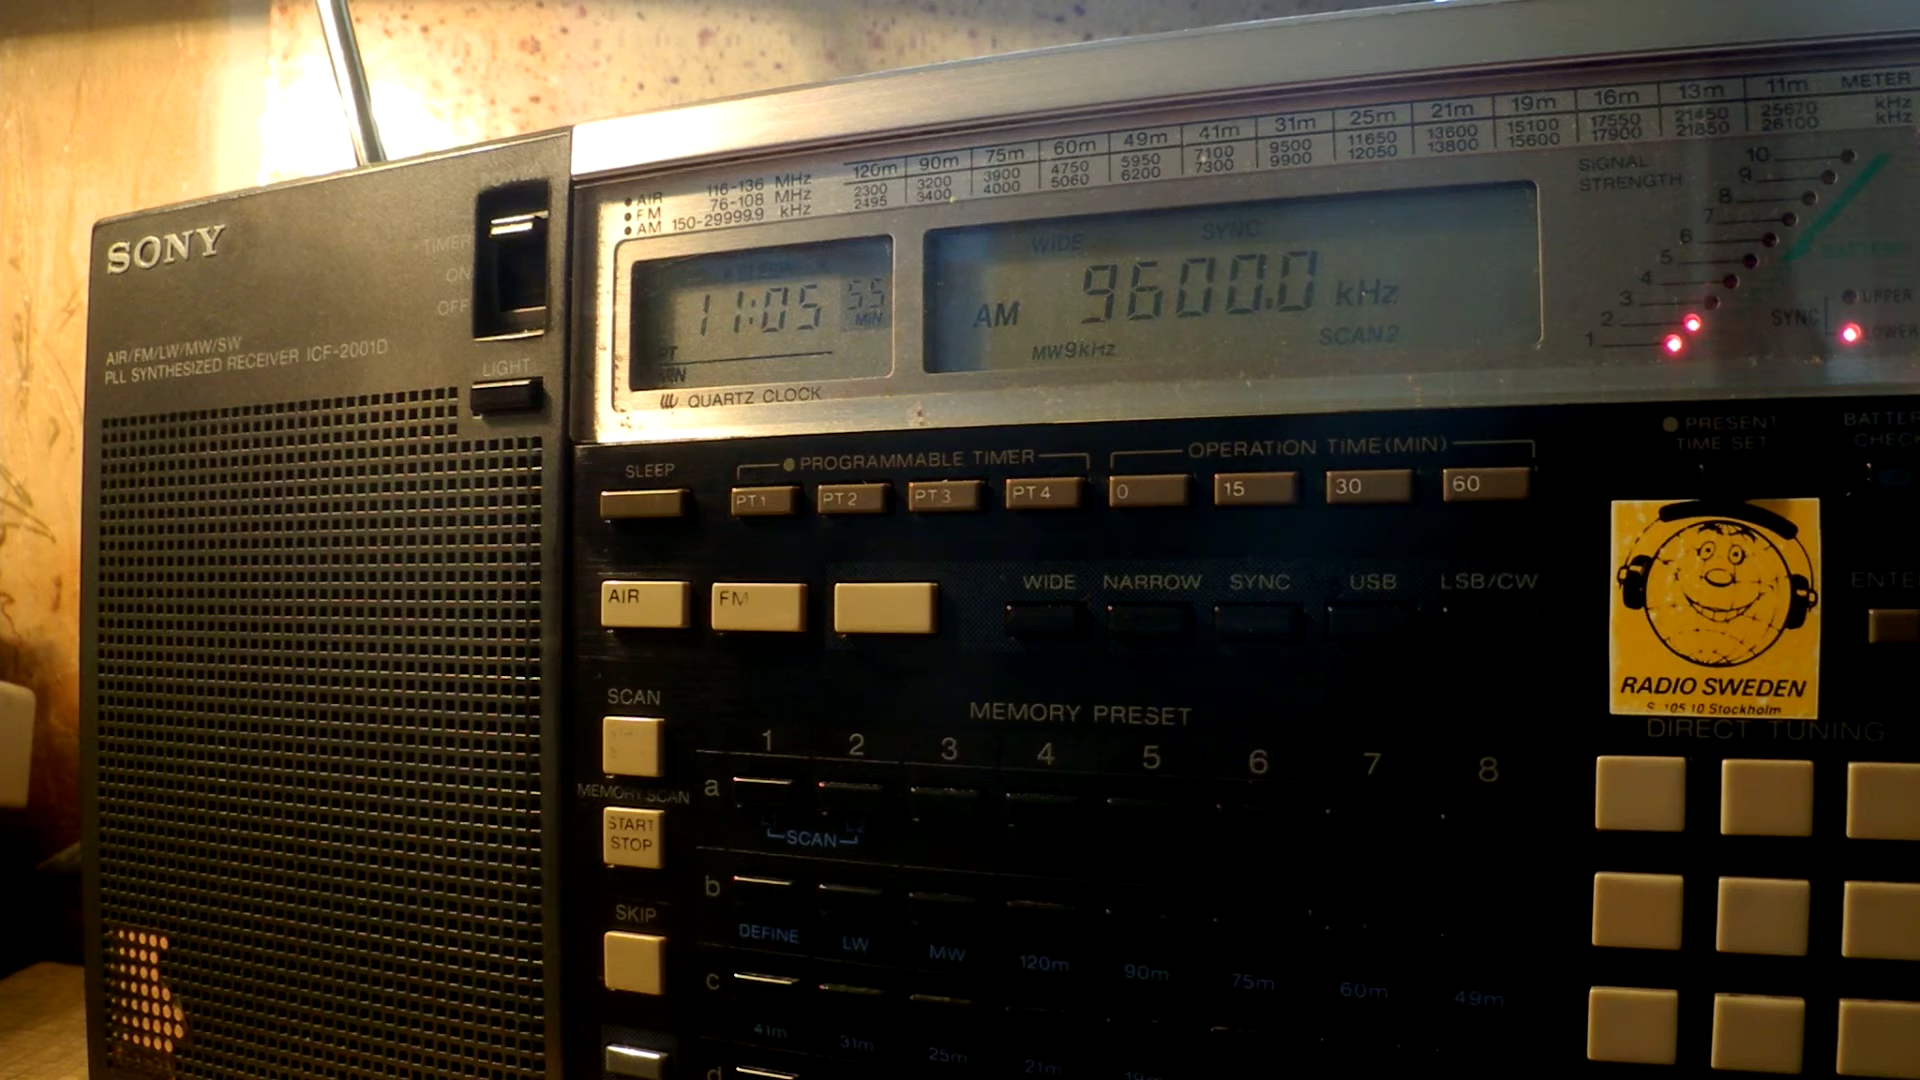 SONY
TIMER
ON
OFF
AIR/FM/LW/MW/SW
PLL SYNTHESIZED RECEIVER ICF-2001D
LIGHT
120m 90m 75m 60m 49m 41m 31m 25m 21m 19m 16m 13m 11m METER
2300 3200 3900 4750 5950 7100 9500 11650 13600 15100 17550 21450 25670 kHz
2495 3400 4000 5060 6200 7300 9900 12050 13800 15600 17900 21850 26100 kHz
AIR 116-136 MHz
FM 76-108 MHz
AM 150-29999.9 kHz
11:05 55 MIN
PT
MIN
QUARTZ CLOCK
WIDE SYNC
AM 9600.0 kHz
MW9kHz SCAN2
SIGNAL
STRENGTH
10
9
8
7
6
5
4
3
2
1
SYNC
UPPER
LOWER
SLEEP
PROGRAMMABLE TIMER
OPERATION TIME(MIN)
PT1 PT2 PT3 PT4 0 15 30 60
PRESENT
TIME SET
AIR FM
WIDE NARROW SYNC USB LSB/CW
RADIO SWEDEN
S-105 10 Stockholm
DIRECT TUNING
SCAN
MEMORY SCAN
START
STOP
SKIP
MEMORY PRESET
1 2 3 4 5 6 7 8
a
SCAN
b
DEFINE LW MW 120m 90m 75m 60m 49m
c
41m 31m 25m 21m
d